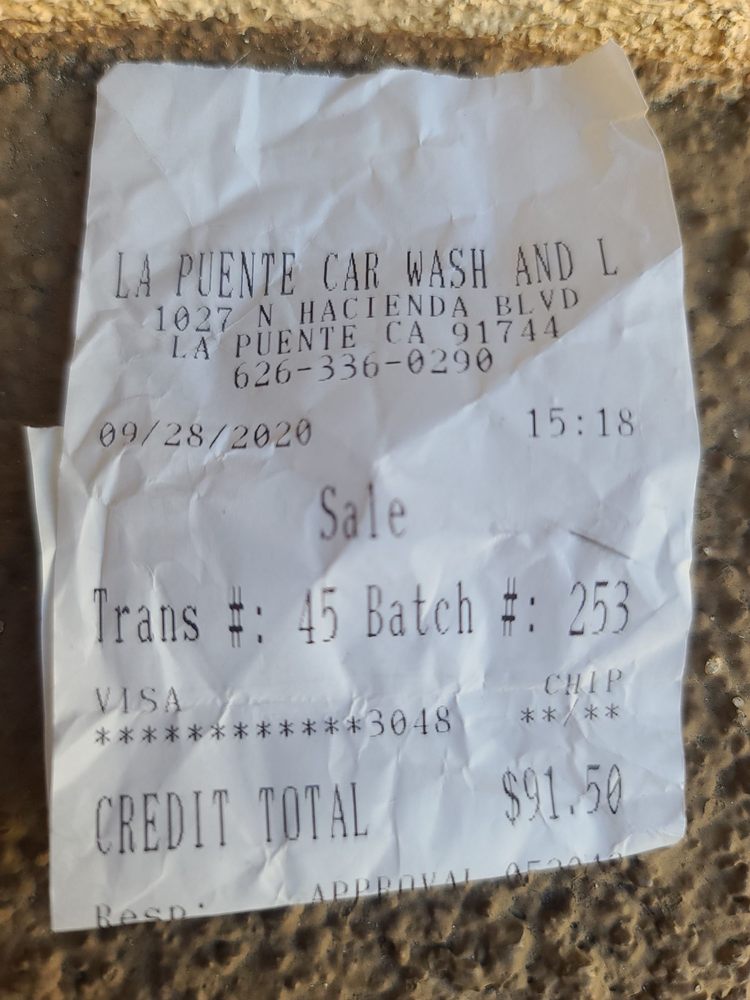 LA PUENTE CAR WASH AND L
1027 N HACIENDA BLVD
LA PUENTE CA 91744
626-336-0290
09/28/2020 15:18
Sale
Trans #: 45 Batch #: 253
VISA CHIP
************3048 **/**
CREDIT TOTAL $91.50
Resp: APPROVAL